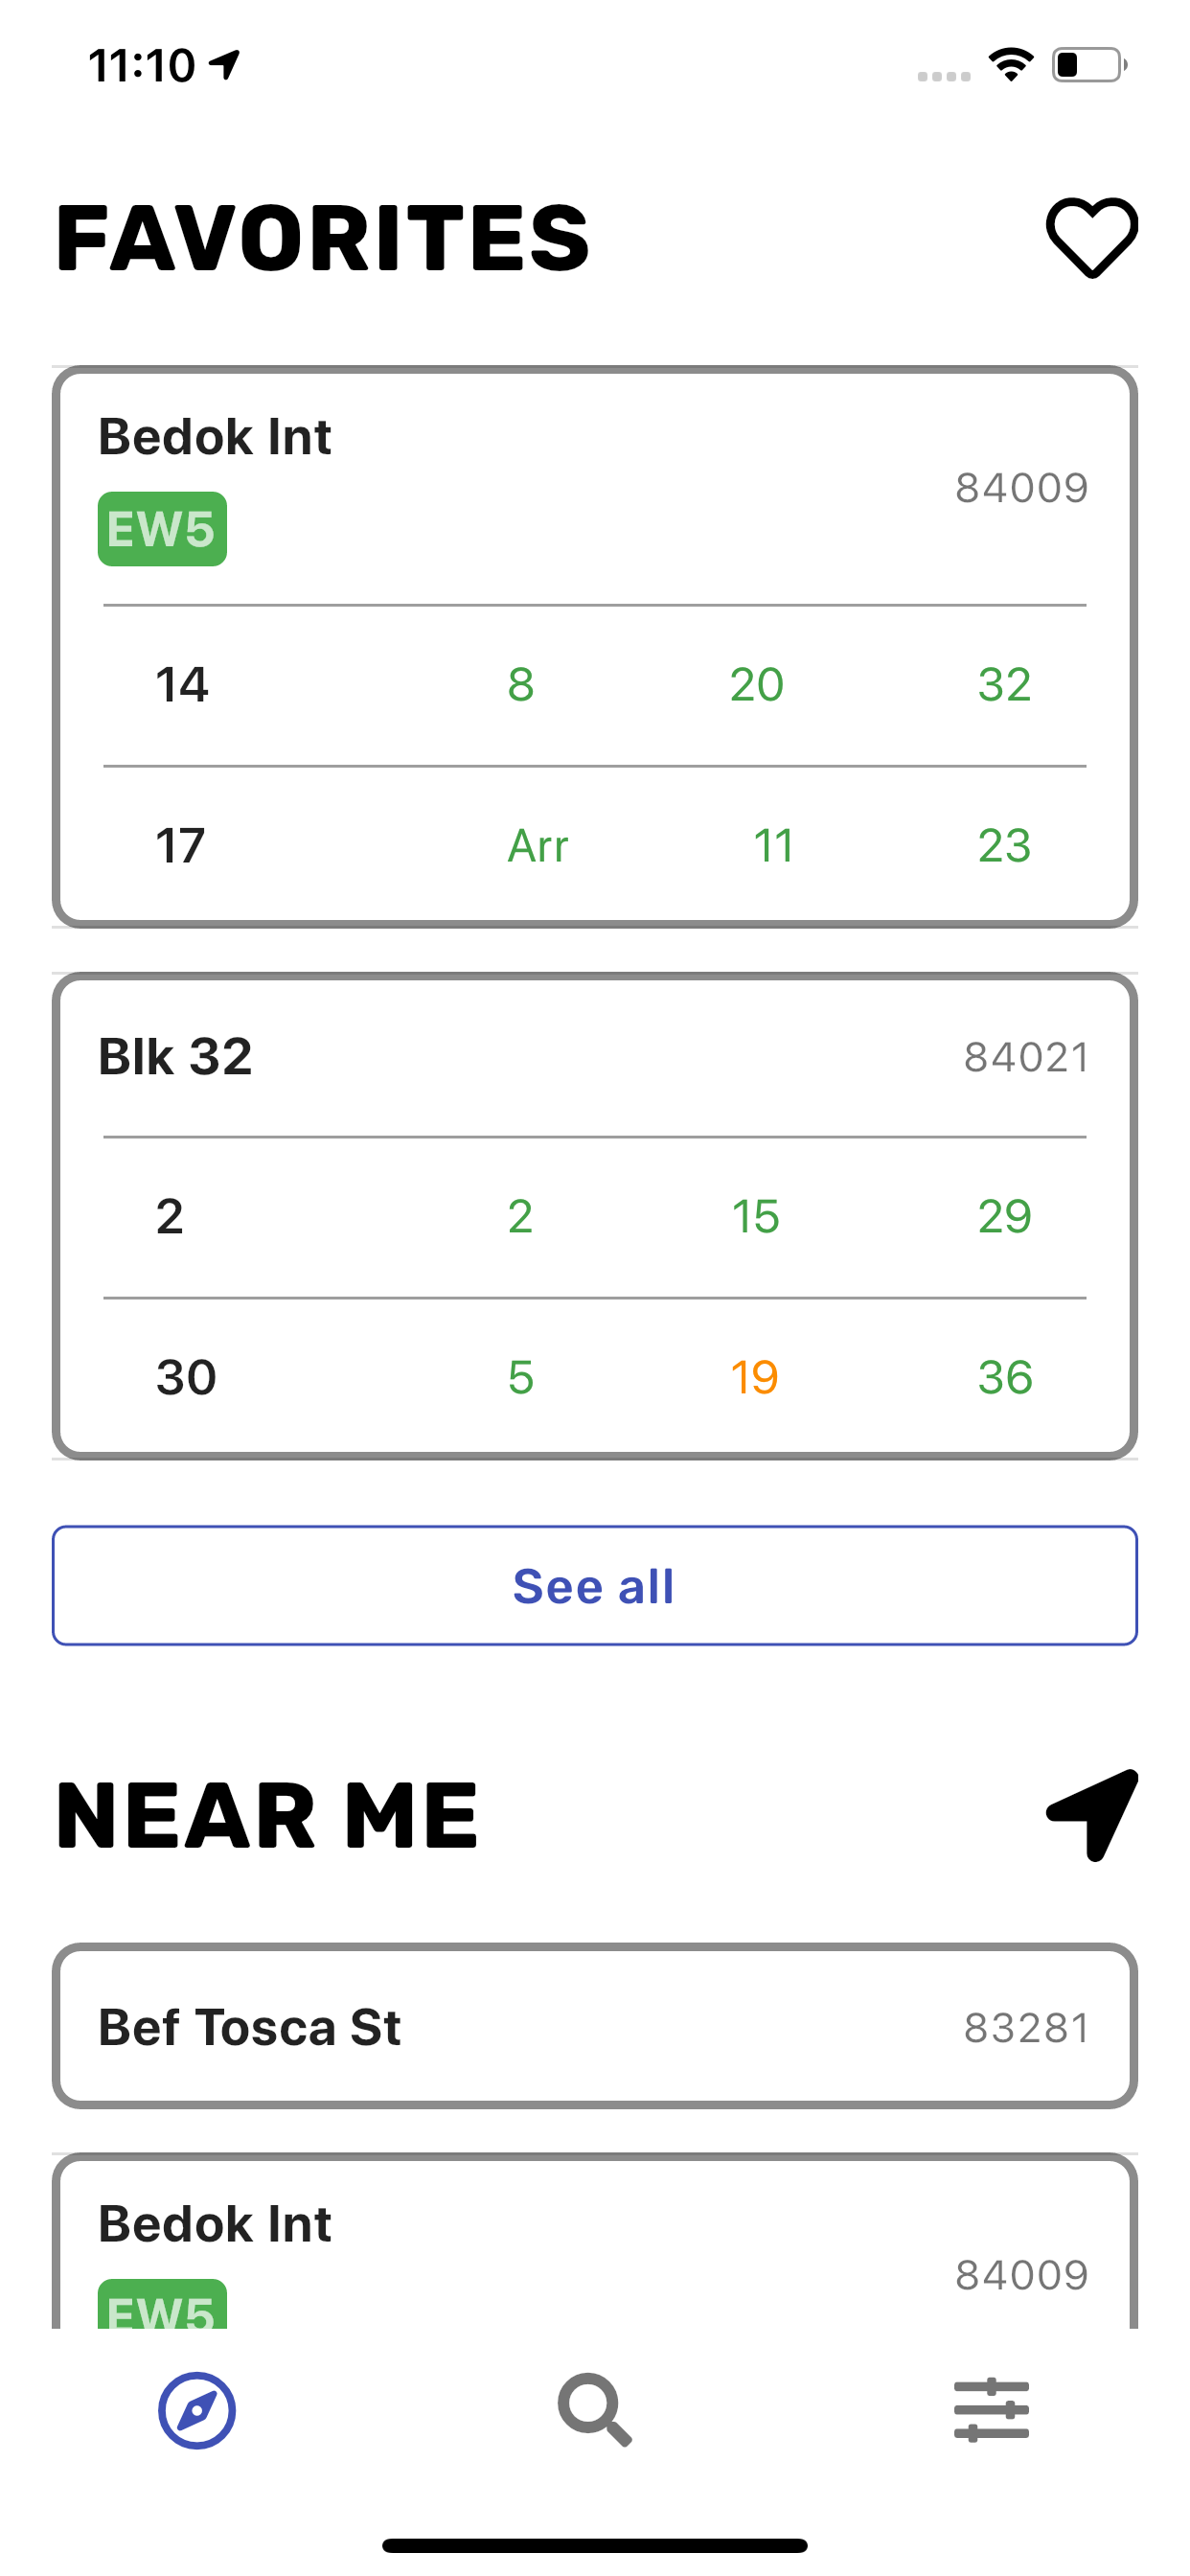 11:10
FAVORITES
Bedok Int
84009
EW5
14 8 20 32
17 Arr 11 23
Blk 32 84021
2 2 15 29
30 5 19 36
See all
NEAR ME
Bef Tosca St 83281
Bedok Int
84009
EW5